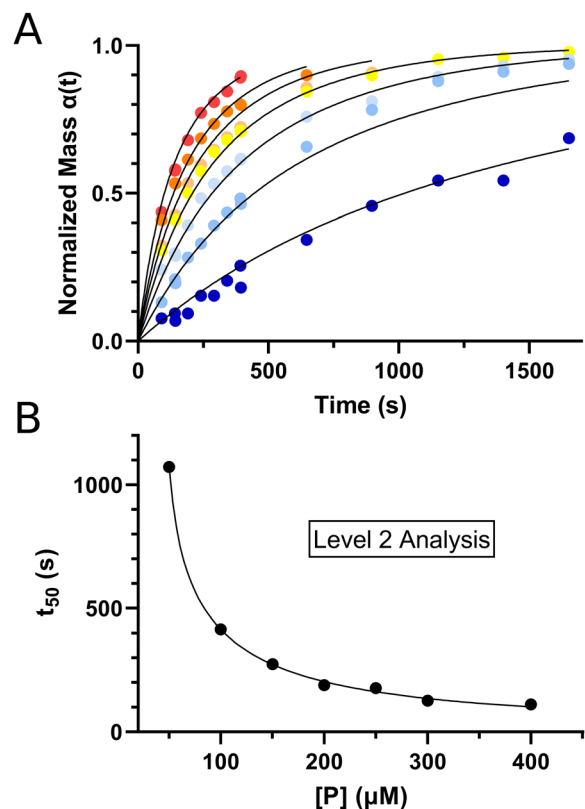 A
Normalized Mass α(t)
1.0
0.5
0.0
0
500
1000
1500
Time (s)
B
t50 (s)
1000
500
0
Level 2 Analysis
100
200
300
400
[P] (μM)